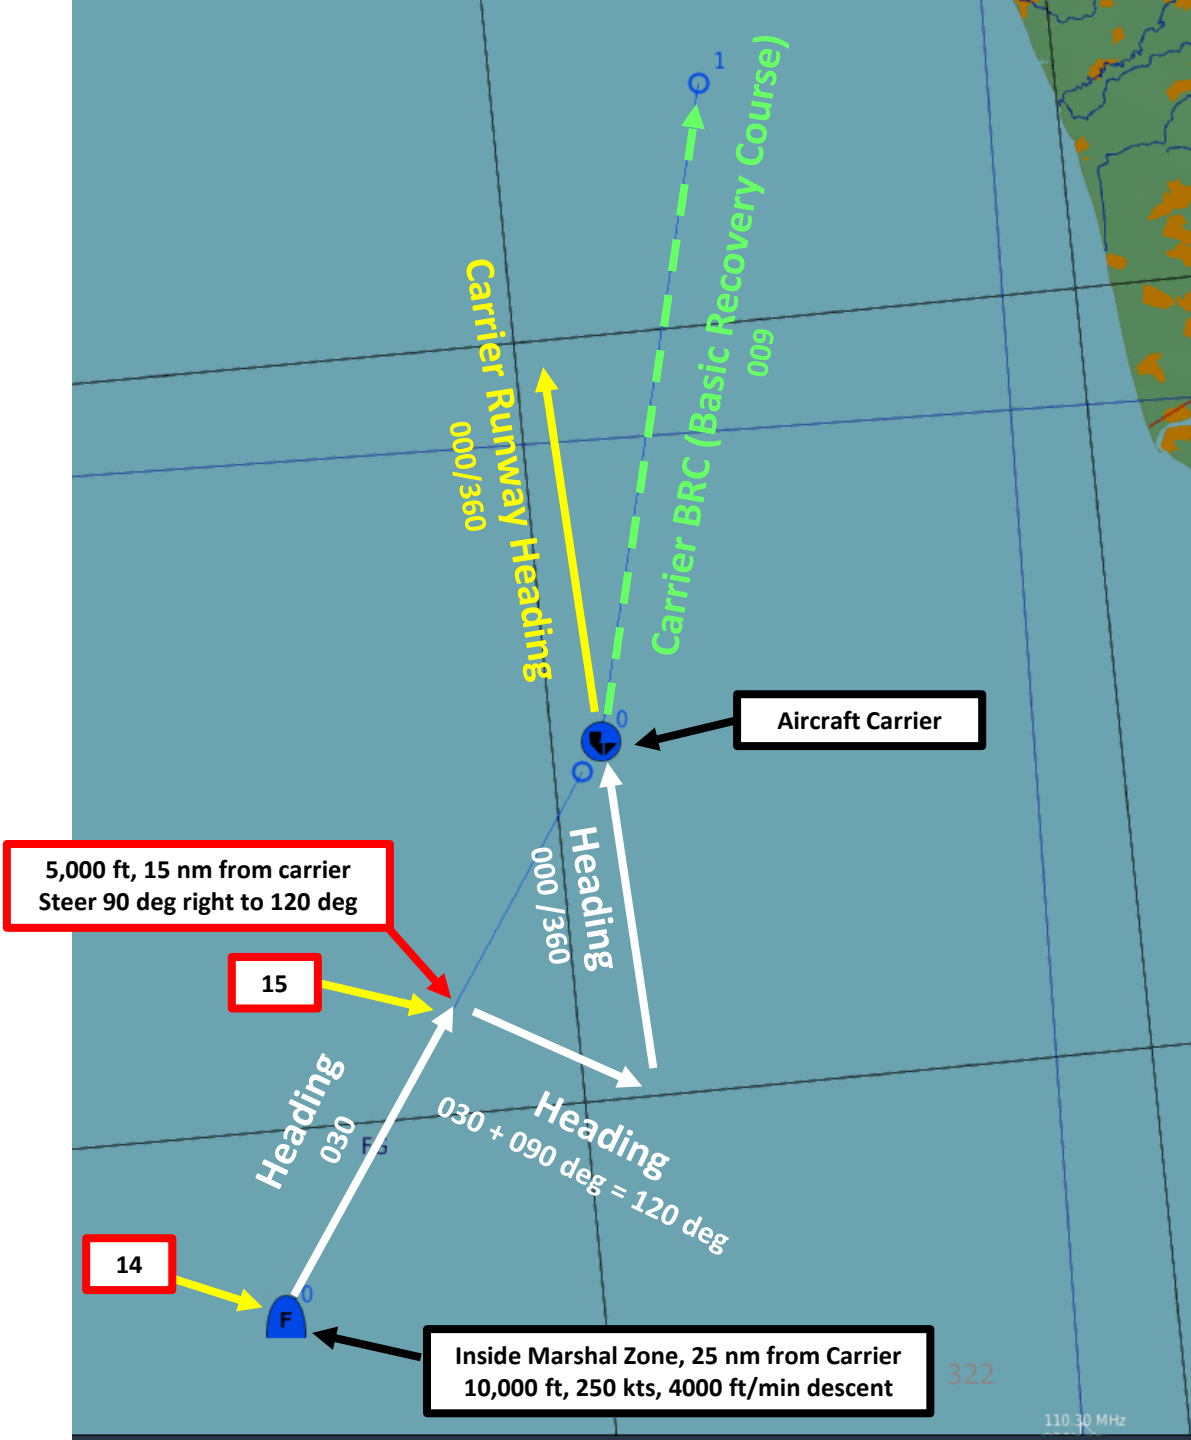 1
Carrier BRC (Basic Recovery Course)
009
Carrier Runway Heading
000/360
0
Aircraft Carrier
Heading
000 /360
5,000 ft, 15 nm from carrier
Steer 90 deg right to 120 deg
15
Heading
030
FG
Heading
030 + 090 deg = 120 deg
14
0
F
Inside Marshal Zone, 25 nm from Carrier
10,000 ft, 250 kts, 4000 ft/min descent
322
110.30 MHz